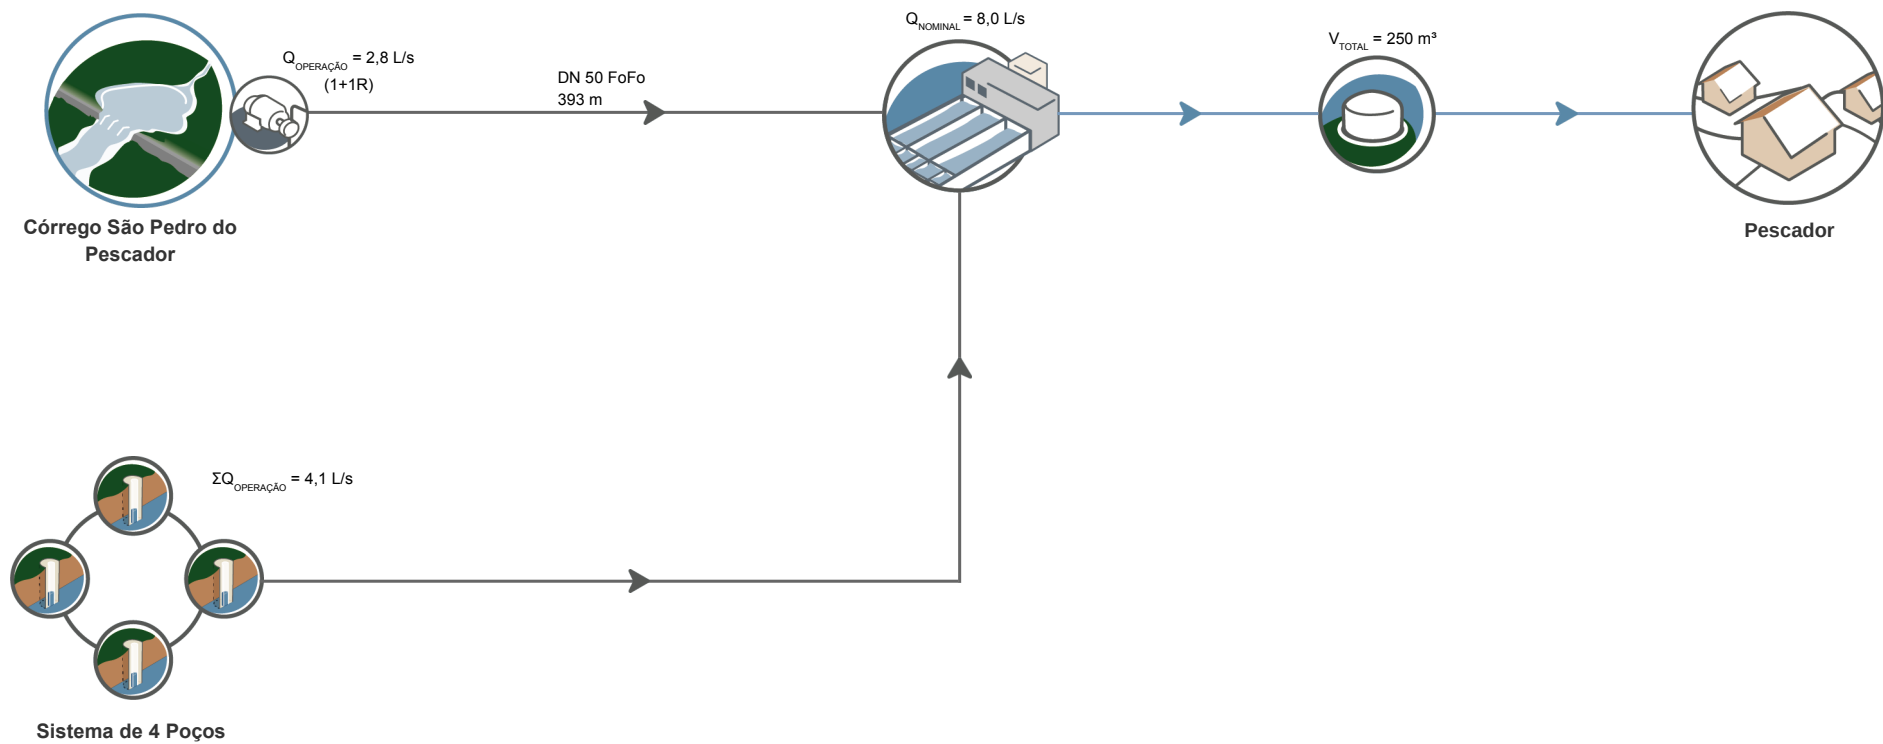 Q_NOMINAL = 8,0 L/s
V_TOTAL = 250 m³
Q_OPERAÇÃO = 2,8 L/s
(1+1R)
DN 50 FoFo
393 m
Córrego São Pedro do
Pescador
Pescador
ΣQ_OPERAÇÃO = 4,1 L/s
Sistema de 4 Poços